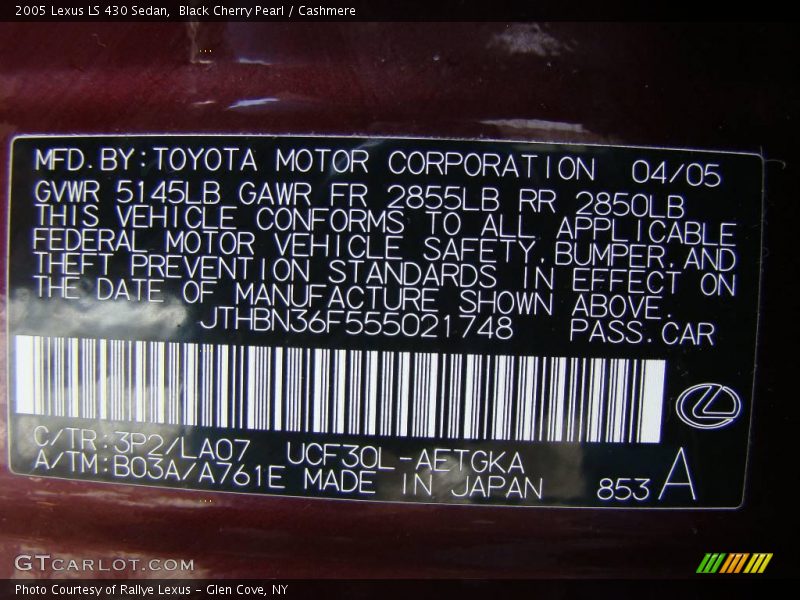 2005 Lexus LS 430 Sedan,  Black Cherry Pearl / Cashmere
MFD.BY:TOYOTA MOTOR CORPORATION 04/05
GVWR 5145LB GAWR FR 2855LB RR 2850LB
THIS VEHICLE CONFORMS TO ALL APPLICABLE
FEDERAL MOTOR VEHICLE SAFETY,BUMPER,AND
THEFT PREVENTION STANDARDS IN EFFECT ON
THE DATE OF MANUFACTURE SHOWN ABOVE.
JTHBN36F555021748 PASS.CAR
C/TR:3P2/LA07 UCF30L-AETGKA
A/TM:B03A/A761E MADE IN JAPAN 853 A
GTCARLOT.COM
Photo Courtesy of Rallye Lexus – Glen Cove, NY